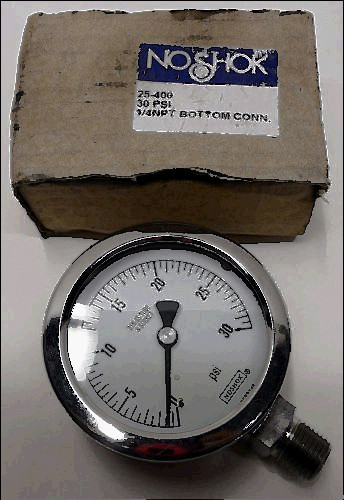 NOSHOK
25-400
30 PSI
1/4NPT BOTTOM CONN.
20
15
25
10
30
5
psi
0
NOSHOK